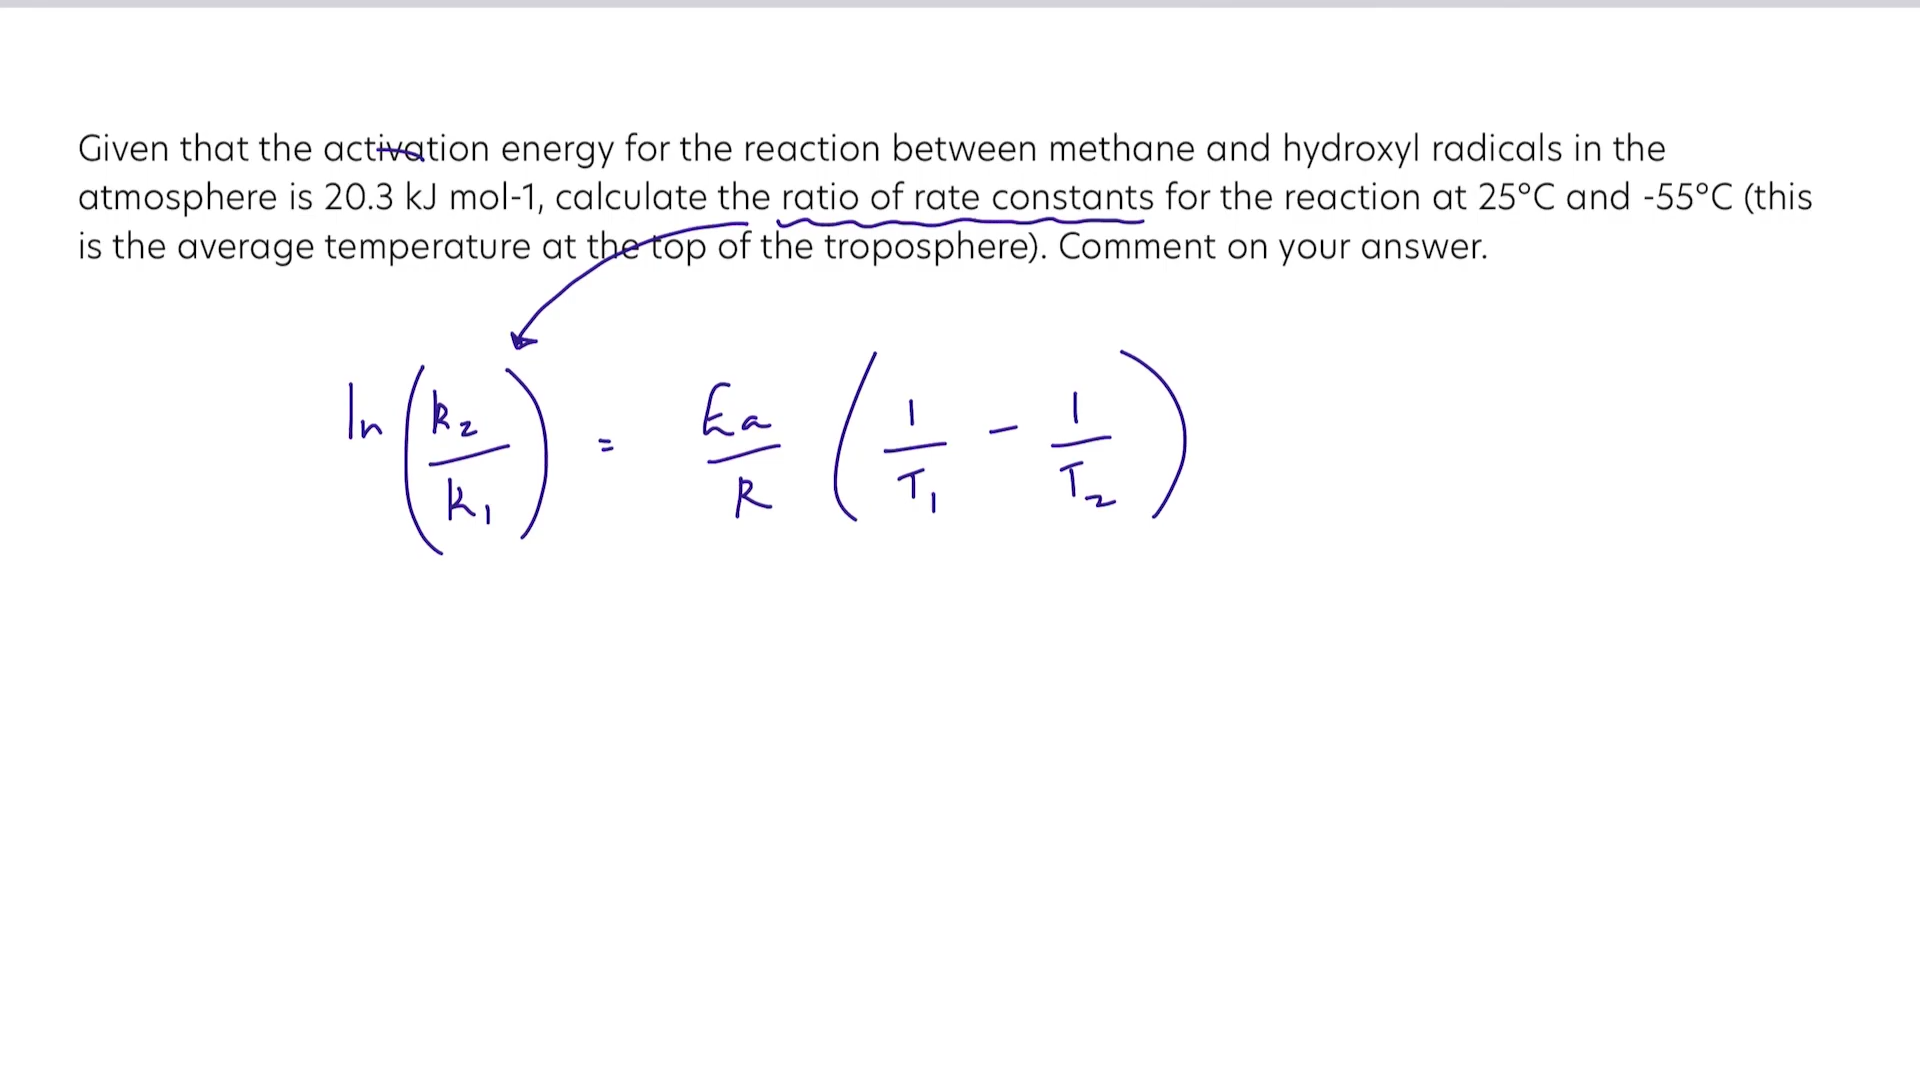 Given that the activation energy for the reaction between methane and hydroxyl radicals in the
atmosphere is 20.3 kJ mol-1, calculate the ratio of rate constants for the reaction at 25°C and -55°C (this
is the average temperature at the top of the troposphere). Comment on your answer.
ln(k₂/k₁) = Ea/R (1/T₁ - 1/T₂)